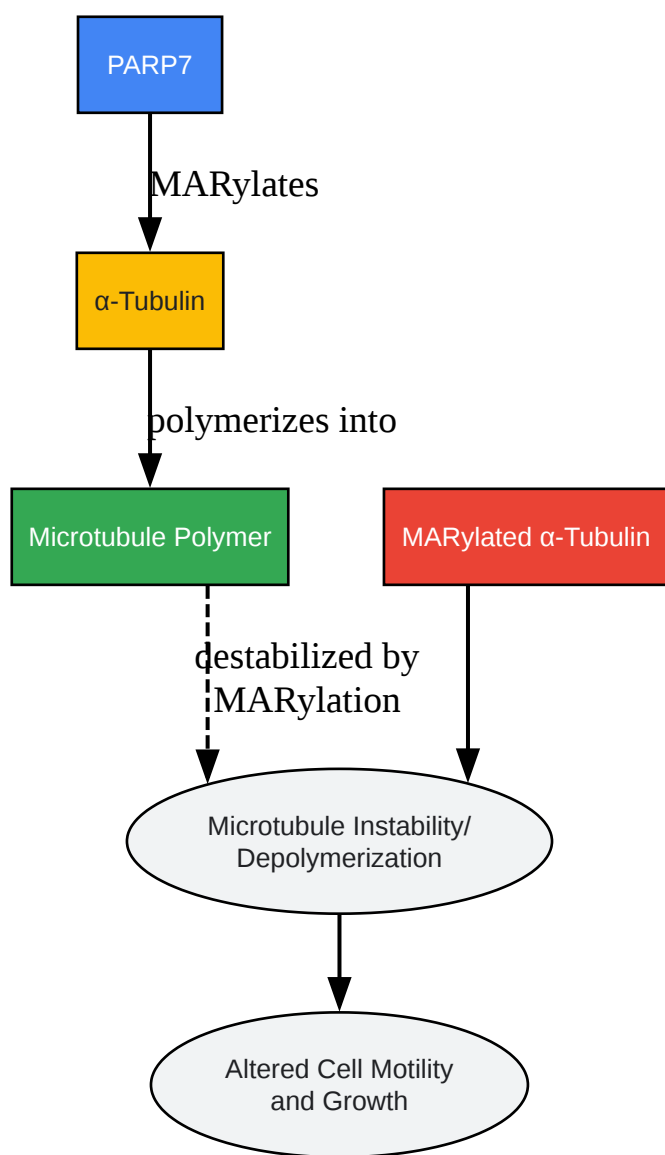 PARP7
MARylates
α-Tubulin
polymerizes into
Microtubule Polymer
MARylated α-Tubulin
destabilized by
MARylation
Microtubule Instability/
Depolymerization
Altered Cell Motility
and Growth